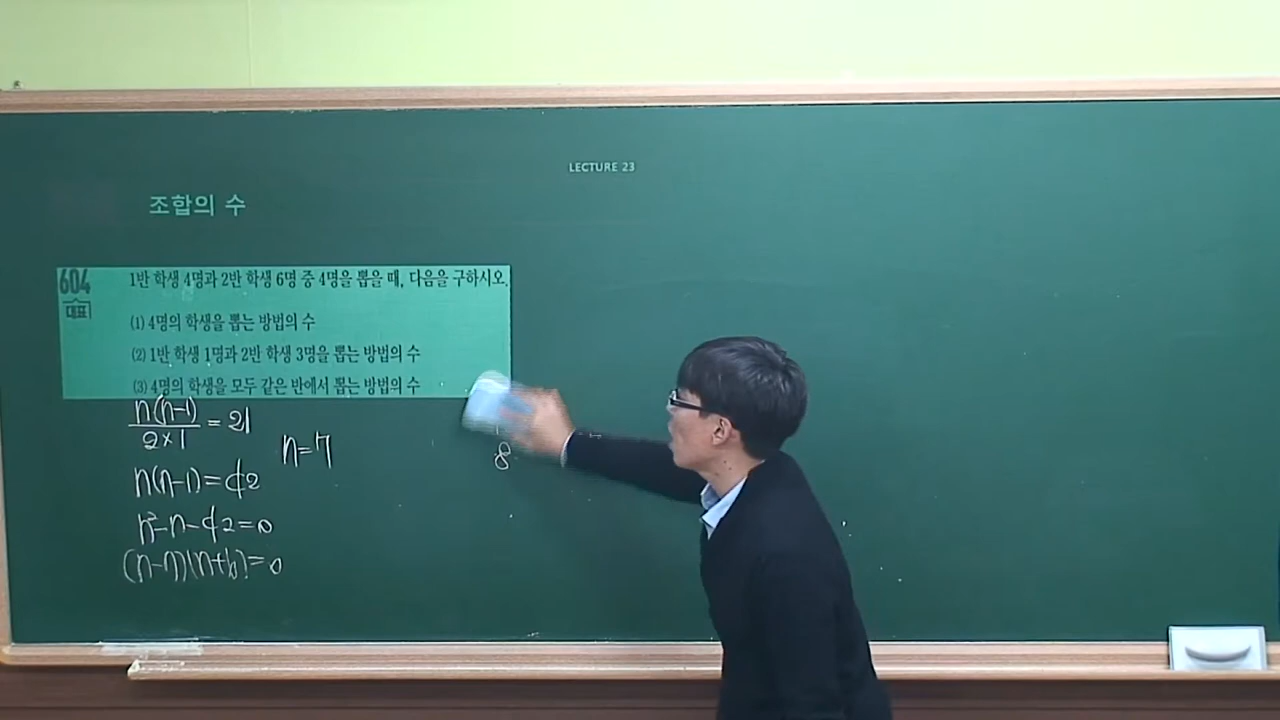 LECTURE 23
조합의 수
604
대표
1반 학생 4명과 2반 학생 6명 중 4명을 뽑을 때, 다음을 구하시오.
(1) 4명의 학생을 뽑는 방법의 수
(2) 1반 학생 1명과 2반 학생 3명을 뽑는 방법의 수
(3) 4명의 학생을 모두 같은 반에서 뽑는 방법의 수
n(n-1)/2×1 = 21
n=7
n(n-1)=42
n²-n-42=0
(n-7)(n+6)=0
8